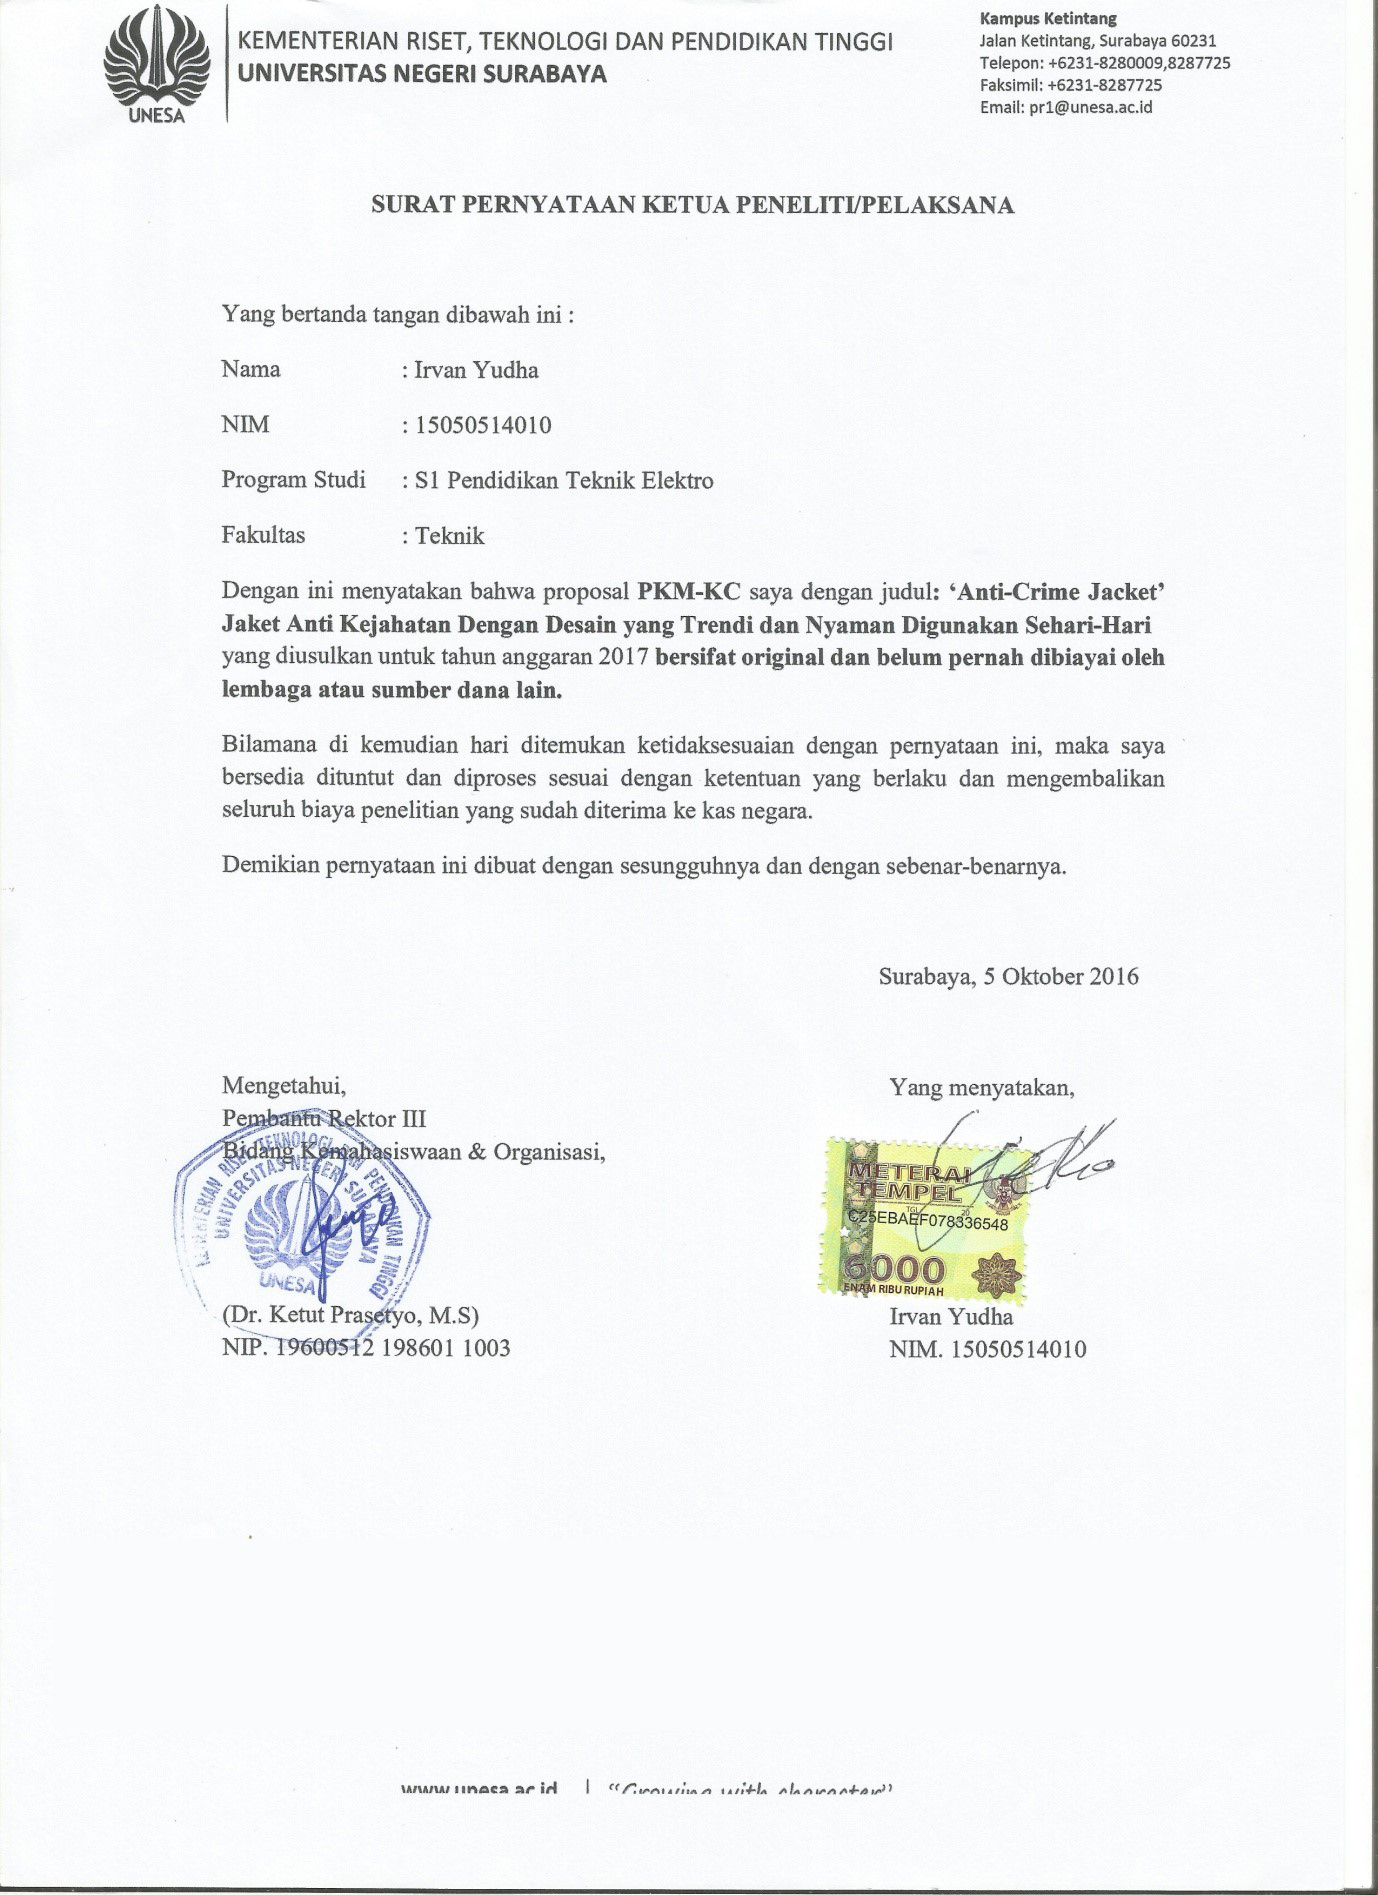 UNESA
KEMENTERIAN RISET, TEKNOLOGI DAN PENDIDIKAN TINGGI
UNIVERSITAS NEGERI SURABAYA
Kampus Ketintang
Jalan Ketintang, Surabaya 60231
Telepon: +6231-8280009,8287725
Faksimil: +6231-8287725
Email: pr1@unesa.ac.id
SURAT PERNYATAAN KETUA PENELITI/PELAKSANA
Yang bertanda tangan dibawah ini :
Nama : Irvan Yudha
NIM : 15050514010
Program Studi : S1 Pendidikan Teknik Elektro
Fakultas : Teknik
Dengan ini menyatakan bahwa proposal PKM-KC saya dengan judul: ‘Anti-Crime Jacket’
Jaket Anti Kejahatan Dengan Desain yang Trendi dan Nyaman Digunakan Sehari-Hari
yang diusulkan untuk tahun anggaran 2017 bersifat original dan belum pernah dibiayai oleh
lembaga atau sumber dana lain.
Bilamana di kemudian hari ditemukan ketidaksesuaian dengan pernyataan ini, maka saya
bersedia dituntut dan diproses sesuai dengan ketentuan yang berlaku dan mengembalikan
seluruh biaya penelitian yang sudah diterima ke kas negara.
Demikian pernyataan ini dibuat dengan sesungguhnya dan dengan sebenar-benarnya.
Surabaya, 5 Oktober 2016
Mengetahui,
Pembantu Rektor III
Bidang Kemahasiswaan & Organisasi,
KEMENTERIAN RISET TEKNOLOGI DAN PENDIDIKAN TINGGI
UNIVERSITAS NEGERI SURABAYA
UNESA
(Dr. Ketut Prasetyo, M.S)
NIP. 19600512 198601 1003
Yang menyatakan,
METERAI
TEMPEL
TGL 20
C25EBAEF078336548
6000
ENAM RIBU RUPIAH
Irvan Yudha
NIM. 15050514010
www.unesa.ac.id | “Growing with character”